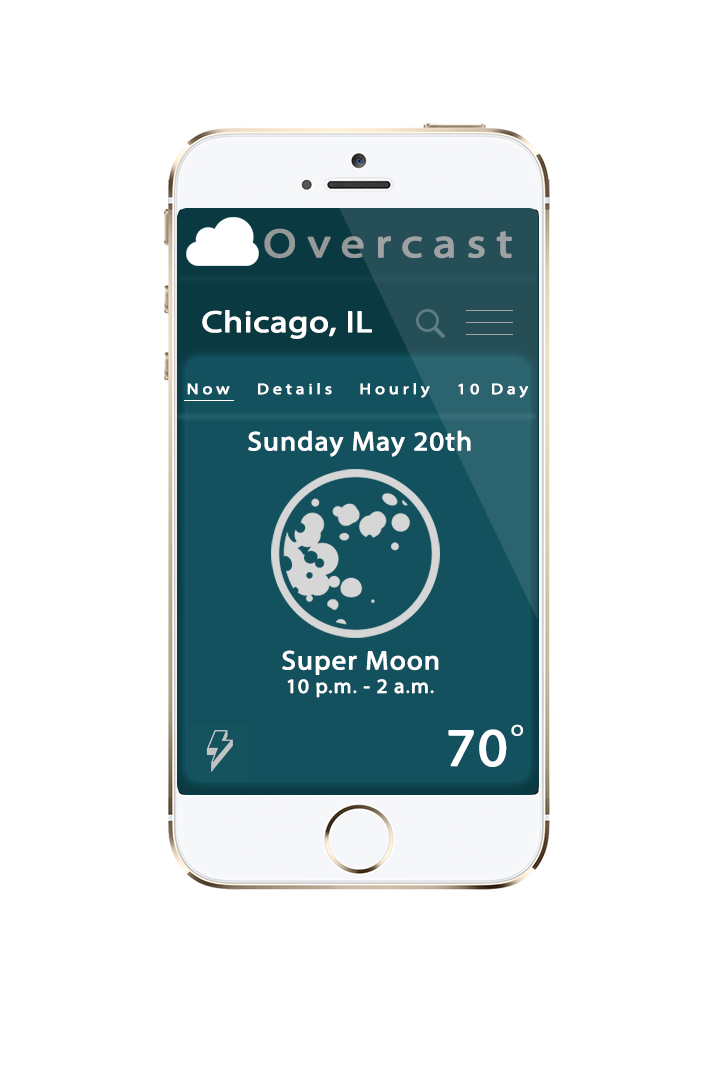 Overcast
Chicago, IL
Now Details Hourly 10 Day
Sunday May 20th
Super Moon
10 p.m. - 2 a.m.
70°